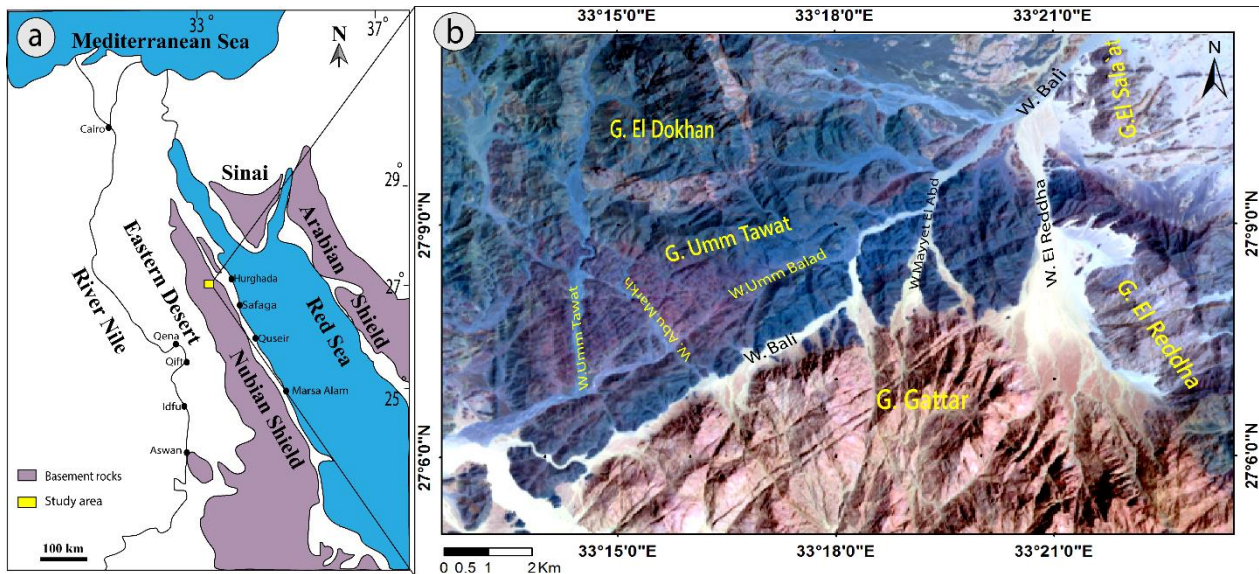 a
33°
37°
Mediterranean Sea
N
Cairo
Sinai
29°
Arabian
Shield
Eastern Desert
River Nile
Hurghada
27°
Safaga
Red Sea
Qena
Quseir
Qift
Nubian Shield
Marsa Alam
25°
Idfu
Aswan
Basement rocks
Study area
100 km
b
33°15'0"E
33°18'0"E
33°21'0"E
N
G. El Dokhan
W. Bali
G.El Sala'at
27°9'0"N
27°9'0"N
W.Mayyet El Abd
W. El Reddha
G. Umm Tawat
W.Umm Balad
W.Umm Tawat
W. Abu Markh
W. Bali
G. El Reddha
G. Gattar
27°6'0"N
27°6'0"N
33°15'0"E
33°18'0"E
33°21'0"E
0 0.5 1 2 Km